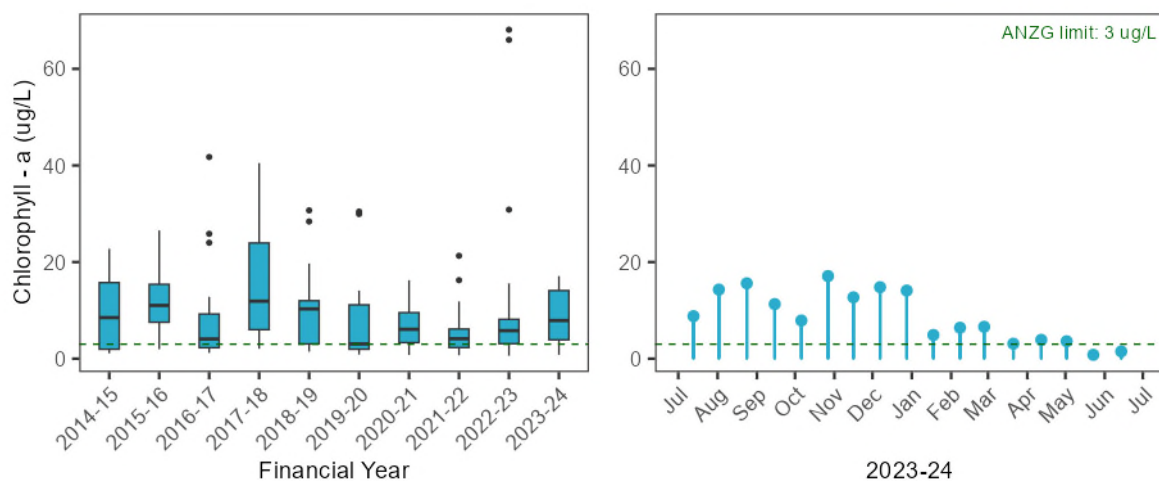 Chlorophyll - a (ug/L)
60
40
20
0
2014-15
2015-16
2016-17
2017-18
2018-19
2019-20
2020-21
2021-22
2022-23
2023-24
Financial Year
ANZG limit: 3 ug/L
60
40
20
0
Jul
Aug
Sep
Oct
Nov
Dec
Jan
Feb
Mar
Apr
May
Jun
Jul
2023-24